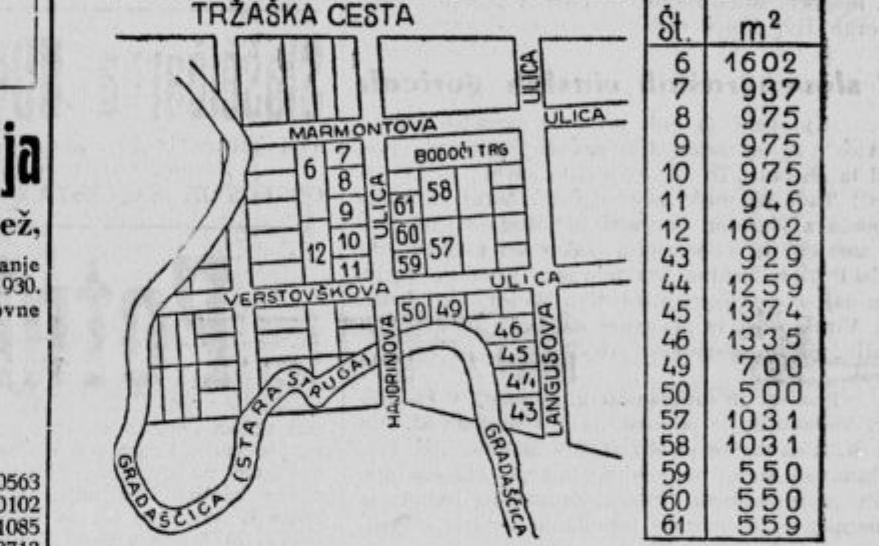 TRŽAŠKA CESTA
ULICA
MARMONTOVA
ULICA
BODOČI TRG
6
7
8
9
10
11
12
ULICA
61
60
59
58
57
VERSTOVŠKOVA
ULICA
50
49
46
45
44
43
HAJDRIHOVA
LANGUSOVA
GRADAŠČICA
(STARA STRUGA)
GRADAŠČICA
Št. m²
6 1602
7 937
8 975
9 975
10 975
11 946
12 1602
43 929
44 1259
45 1374
46 1335
49 700
50 500
57 1031
58 1031
59 550
60 550
61 559
ja
ež,
anje
1930.
ovne
0563
0102
1085